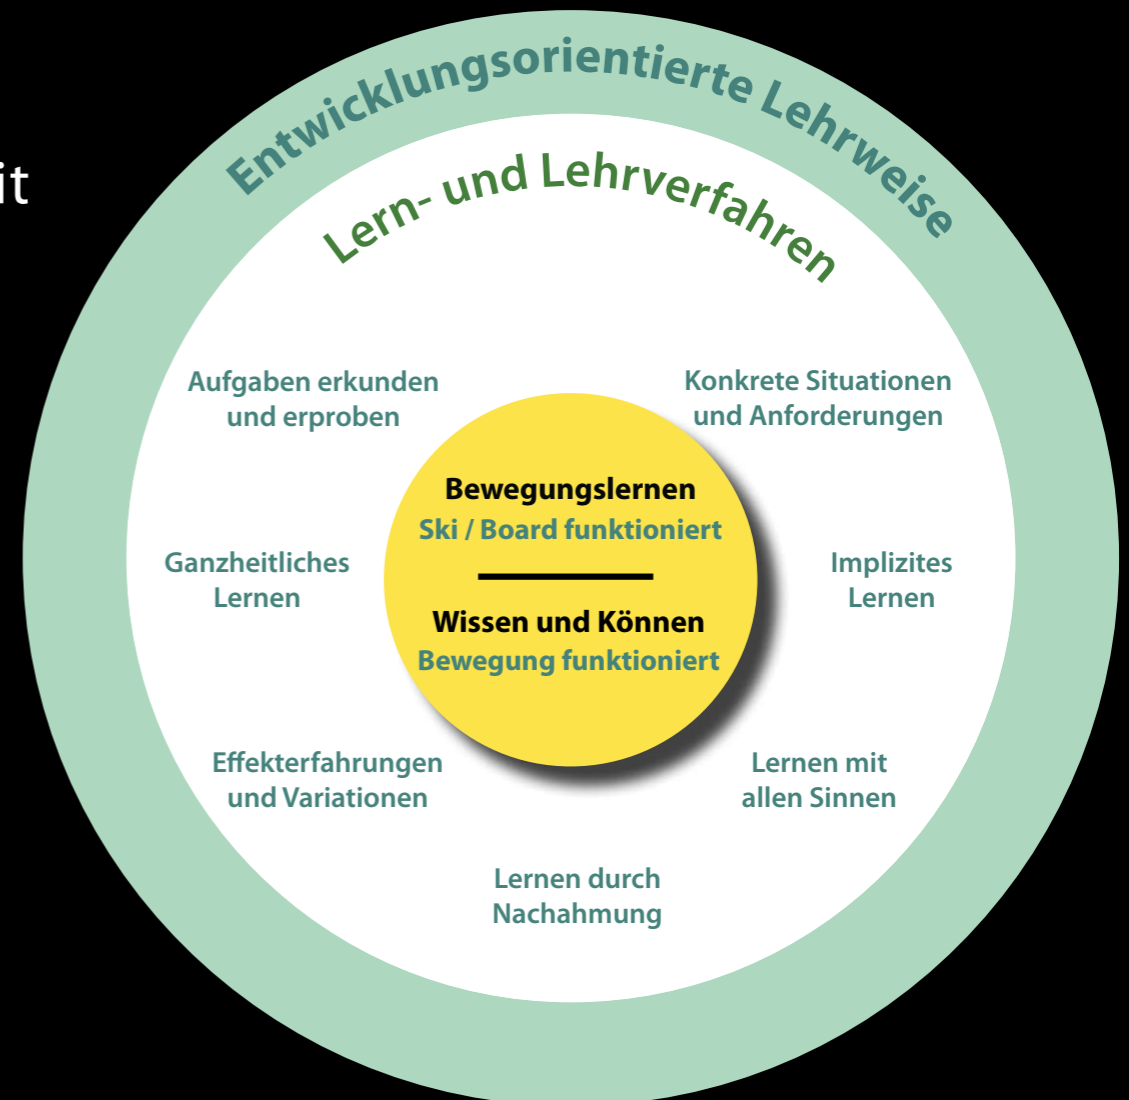 it
Entwicklungsorientierte Lehrweise
Lern- und Lehrverfahren
Aufgaben erkunden
und erproben
Konkrete Situationen
und Anforderungen
Bewegungslernen
Ski / Board funktioniert
Wissen und Können
Bewegung funktioniert
Ganzheitliches
Lernen
Implizites
Lernen
Effekterfahrungen
und Variationen
Lernen mit
allen Sinnen
Lernen durch
Nachahmung